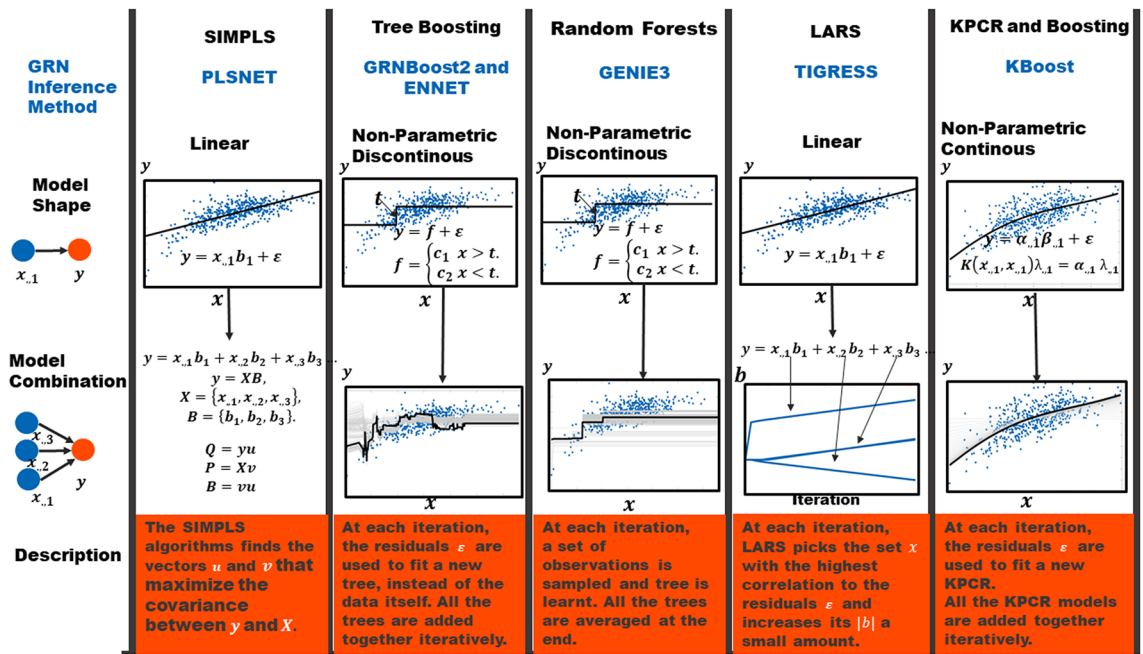 GRN
Inference
Method
SIMPLS
PLSNET
Tree Boosting
GRNBoost2 and
ENNET
Random Forests
GENIE3
LARS
TIGRESS
KPCR and Boosting
KBoost
Model
Shape
x.,1
y
Linear
y
y = x.,1b1 + ε
x
Non-Parametric
Discontinous
y
t
y = f + ε
f = { c1 x > t.
c2 x < t.
x
Non-Parametric
Discontinous
y
t
y = f + ε
f = { c1 x > t.
c2 x < t.
x
Linear
y
y = x.,1b1 + ε
x
Non-Parametric
Continous
y
y = α.,1β.,1 + ε
K(x.,1, x.,1)λ.,1 = α.,1 λ.,1
x
Model
Combination
x.,3
x.,2
x.,1
y
y = x.,1b1 + x.,2b2 + x.,3b3 ...
y = XB,
X = {x.,1, x.,2, x.,3},
B = {b1, b2, b3}.
Q = yu
P = Xv
B = vu
y
x
y
x
y = x.,1b1 + x.,2b2 + x.,3b3 ...
b
Iteration
y
x
Description
The SIMPLS
algorithms finds the
vectors u and v that
maximize the
covariance
between y and X.
At each iteration,
the residuals ε are
used to fit a new
tree, instead of the
data itself. All the
trees are added
together iteratively.
At each iteration,
a set of
observations is
sampled and tree is
learnt. All the trees
are averaged at the
end.
At each iteration,
LARS picks the set x
with the highest
correlation to the
residuals ε and
increases its |b| a
small amount.
At each iteration,
the residuals ε are
used to fit a new
KPCR.
All the KPCR models
are added together
iteratively.